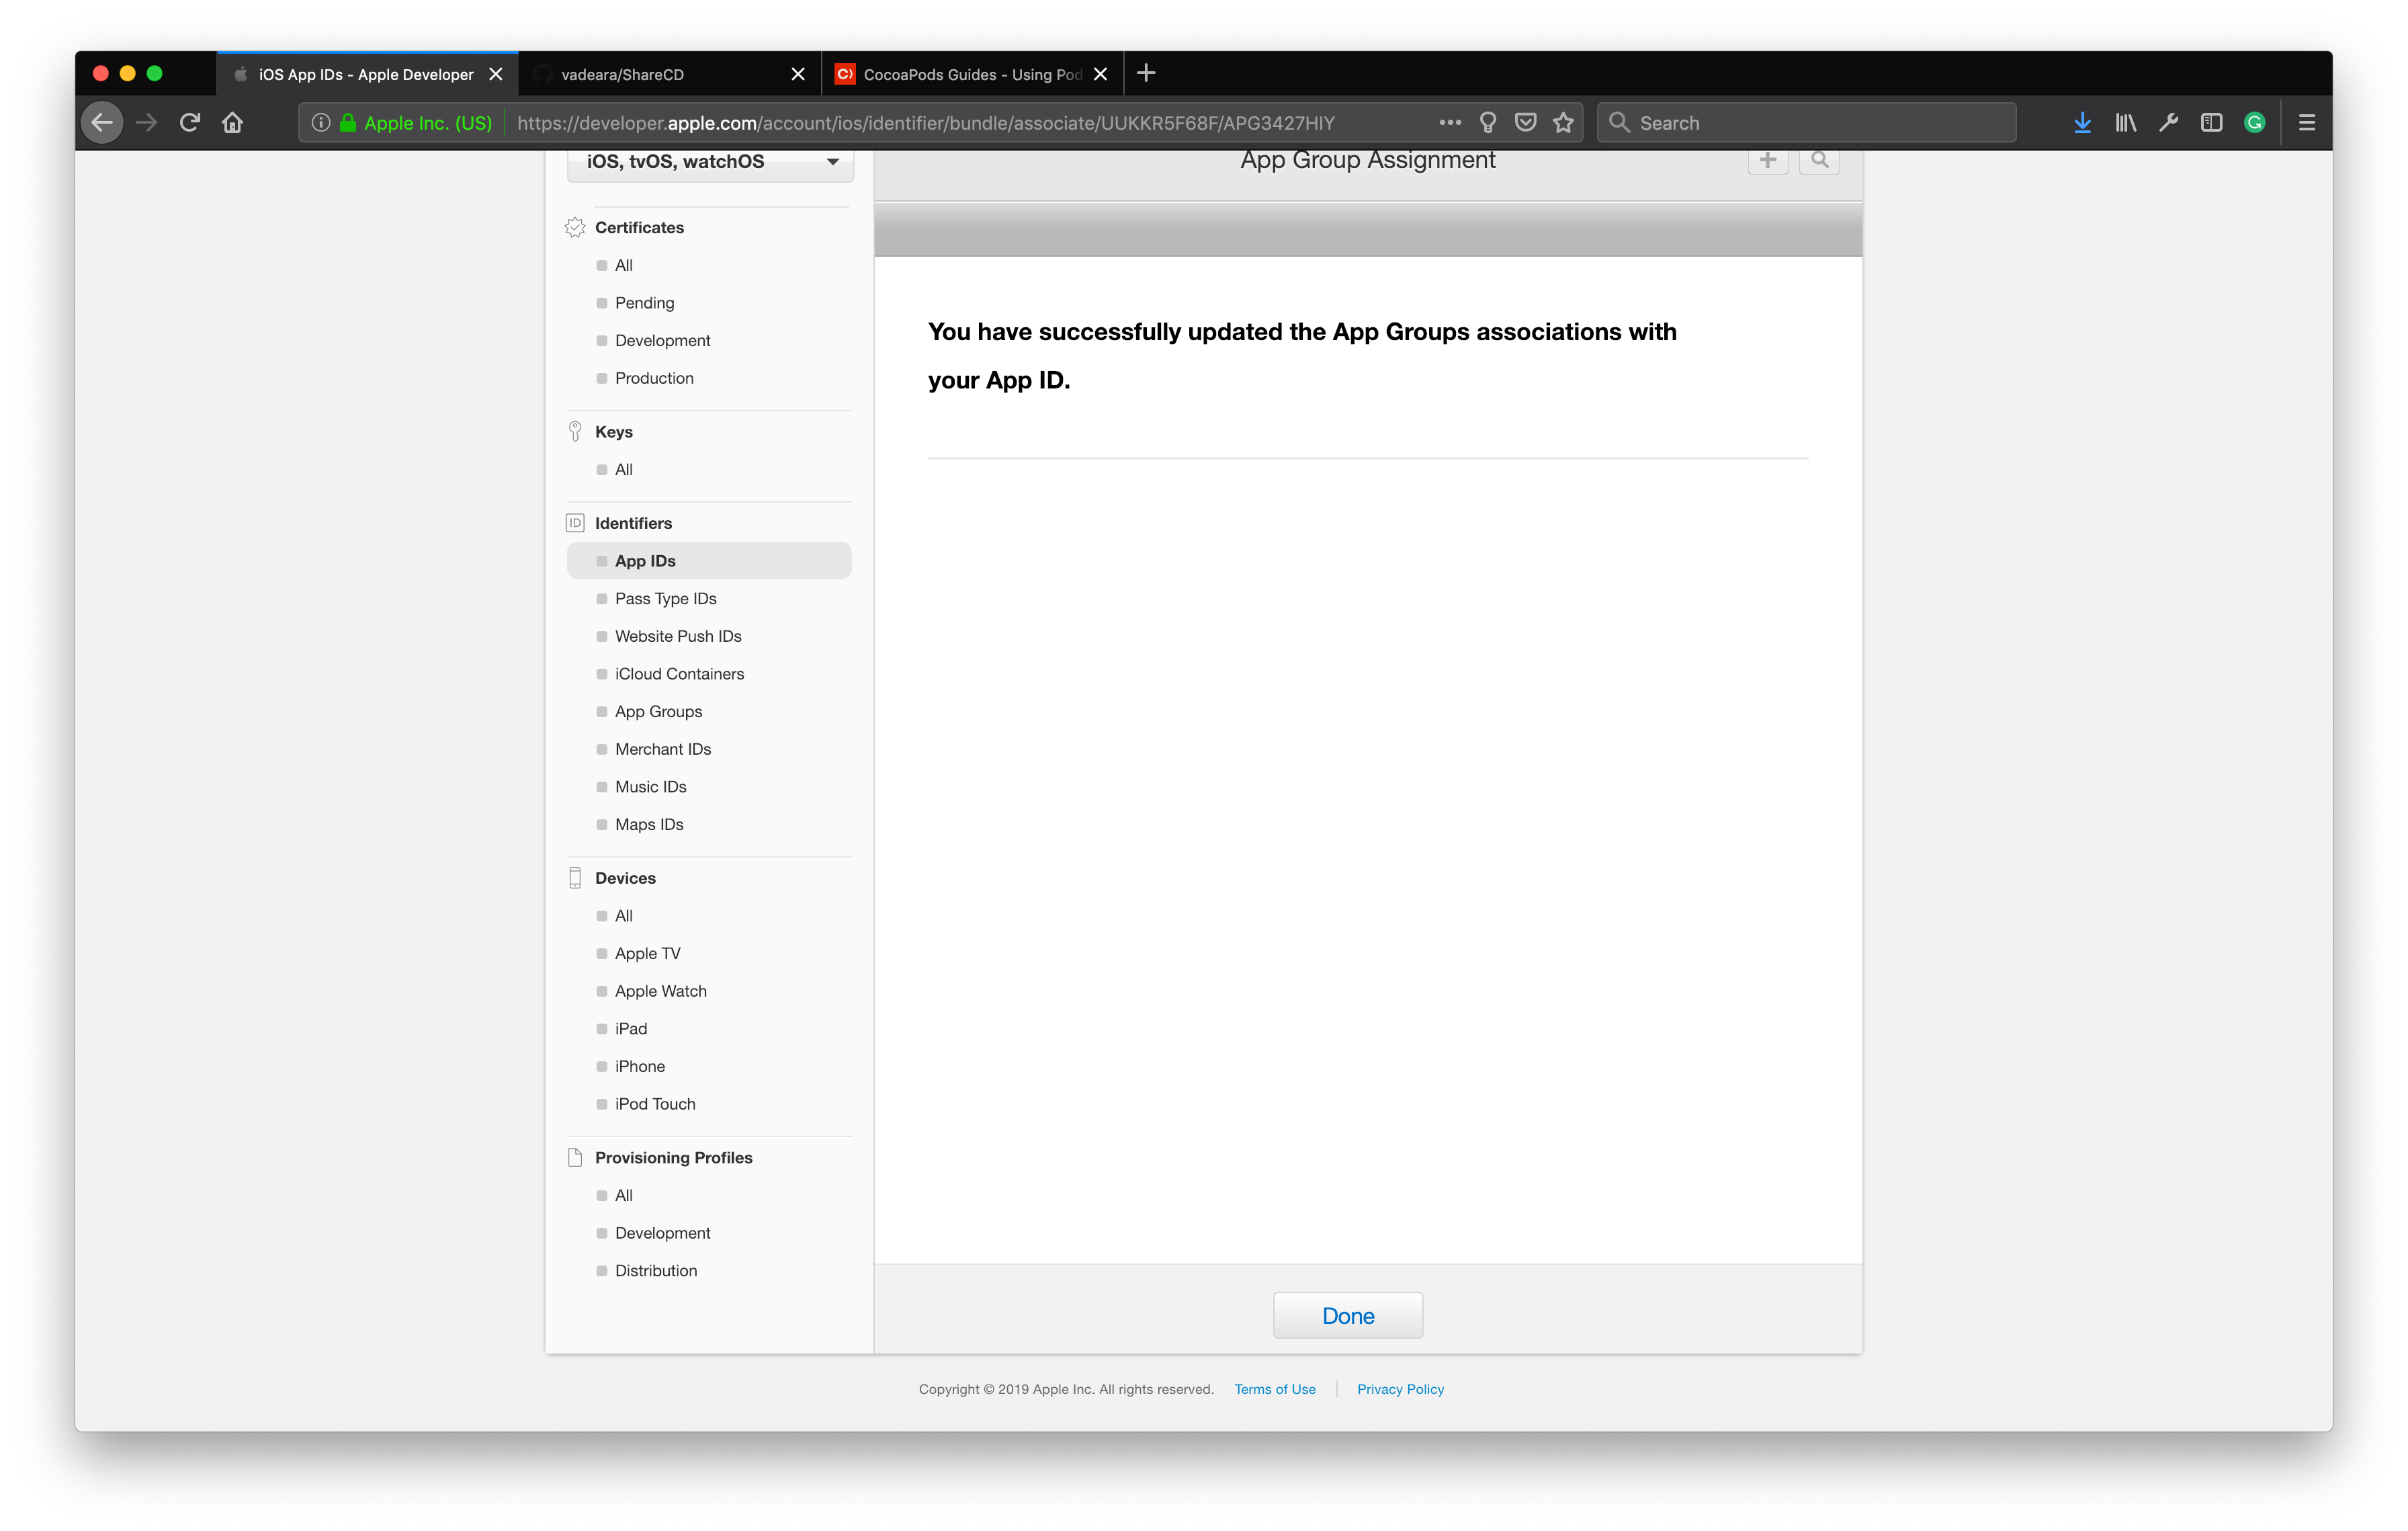 iOS App IDs - Apple Developer
vadeara/ShareCD
CocoaPods Guides - Using Pod
Apple Inc. (US)
https://developer.apple.com/account/ios/identifier/bundle/associate/UUKKR5F68F/APG3427HIY
Search
iOS, tvOS, watchOS
App Group Assignment
Certificates
All
Pending
Development
Production
Keys
All
ID
Identifiers
App IDs
Pass Type IDs
Website Push IDs
iCloud Containers
App Groups
Merchant IDs
Music IDs
Maps IDs
Devices
All
Apple TV
Apple Watch
iPad
iPhone
iPod Touch
Provisioning Profiles
All
Development
Distribution
You have successfully updated the App Groups associations with
your App ID.
Done
Copyright © 2019 Apple Inc. All rights reserved. Terms of Use | Privacy Policy